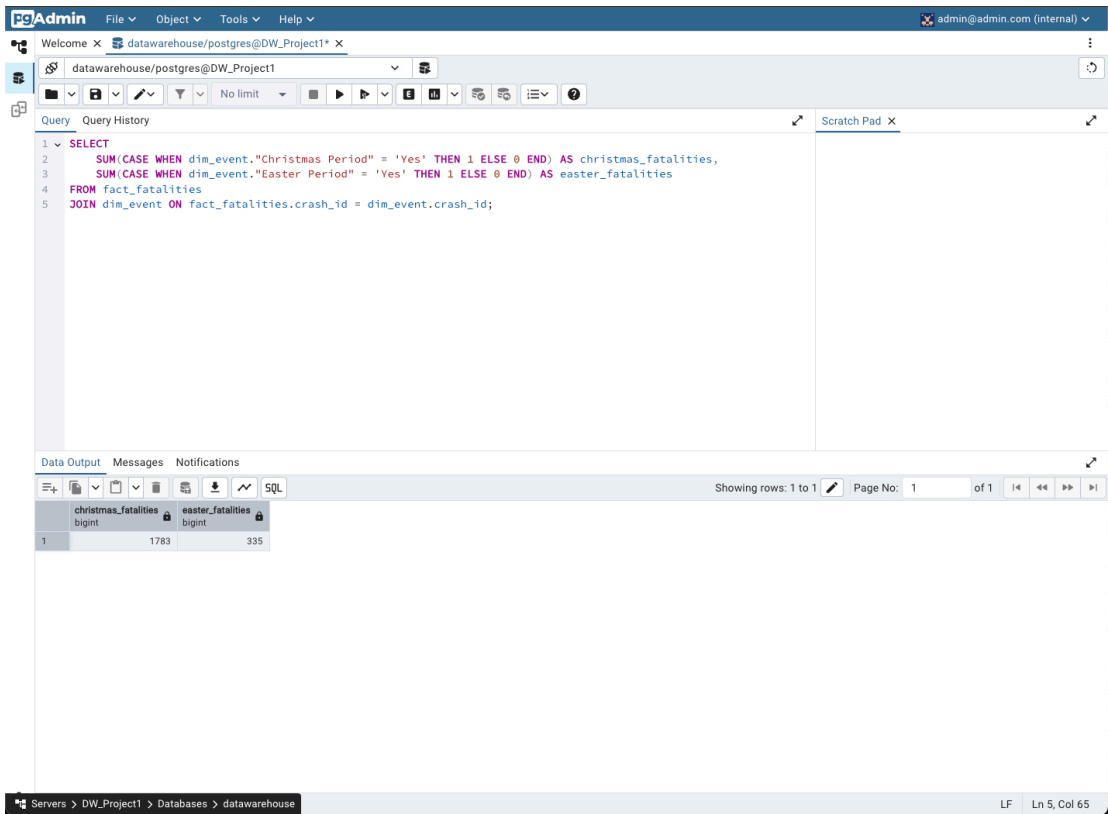 pgAdmin File Object Tools Help admin@admin.com (internal)
Welcome datawarehouse/postgres@DW_Project1*
datawarehouse/postgres@DW_Project1
No limit E
Query Query History Scratch Pad
1 SELECT
2 SUM(CASE WHEN dim_event."Christmas Period" = 'Yes' THEN 1 ELSE 0 END) AS christmas_fatalities,
3 SUM(CASE WHEN dim_event."Easter Period" = 'Yes' THEN 1 ELSE 0 END) AS easter_fatalities
4 FROM fact_fatalities
5 JOIN dim_event ON fact_fatalities.crash_id = dim_event.crash_id;
Data Output Messages Notifications
SQL Showing rows: 1 to 1 Page No: 1 of 1
christmas_fatalities easter_fatalities
bigint bigint
1 1783 335
Servers > DW_Project1 > Databases > datawarehouse LF Ln 5, Col 65